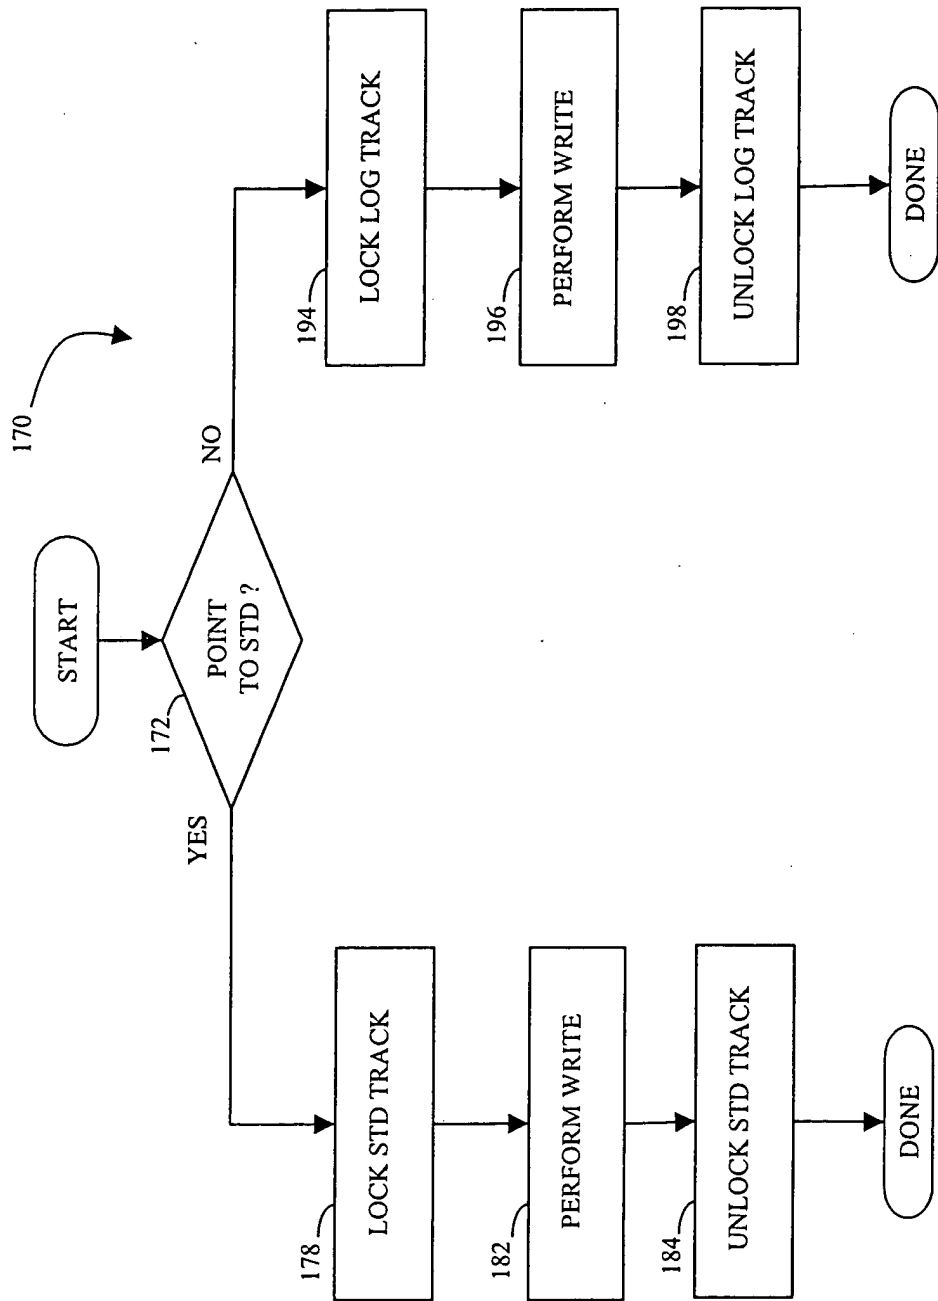 170
START
172
POINT
TO STD ?
YES
NO
178
LOCK STD TRACK
182
PERFORM WRITE
184
UNLOCK STD TRACK
DONE
194
LOCK LOG TRACK
196
PERFORM WRITE
198
UNLOCK LOG TRACK
DONE